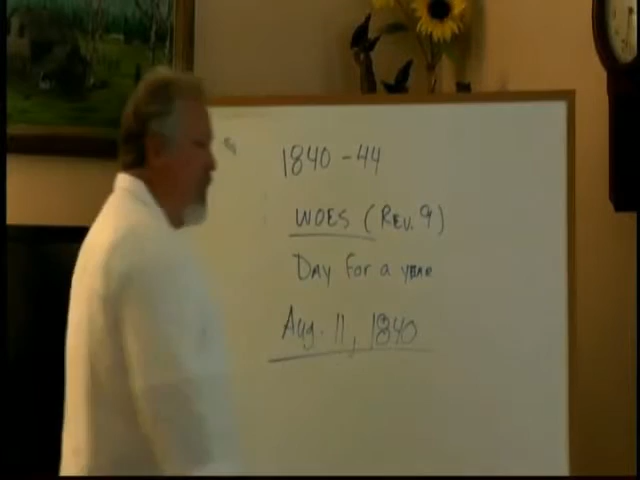 1840-44
WOES (REV. 9)
DAY FOR a YEAR
Aug. 11, 1840